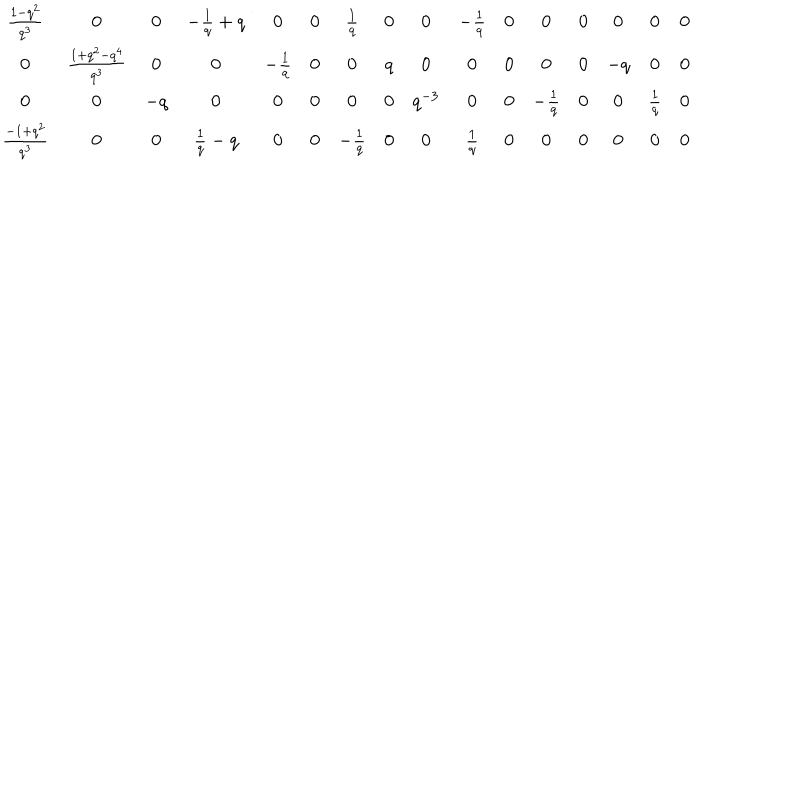 \frac{1-q^2}{q^3} 0 0 -\frac{1}{q}+q 0 0 \frac{1}{q} 0 0 -\frac{1}{q} 0 0 0 0 0 0
0 \frac{1+q^2-q^4}{q^3} 0 0 -\frac{1}{q} 0 0 q 0 0 0 0 0 -q 0 0
0 0 -q 0 0 0 0 0 q^{-3} 0 0 -\frac{1}{q} 0 0 \frac{1}{q} 0
\frac{-1+q^2}{q^3} 0 0 \frac{1}{q}-q 0 0 -\frac{1}{q} 0 0 \frac{1}{q} 0 0 0 0 0 0